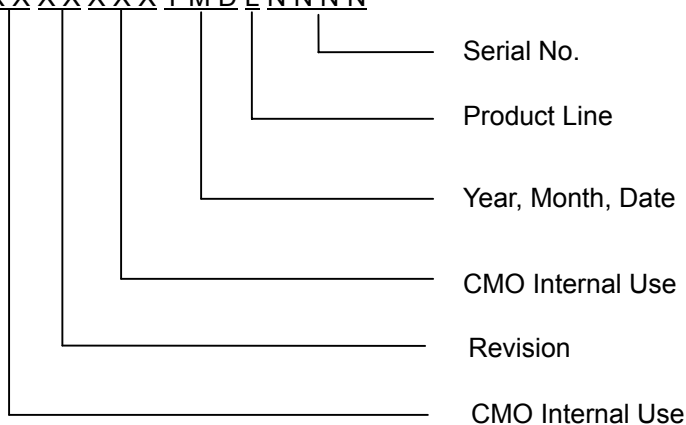 X X X X X X X Y M D L N N N N
Serial No.
Product Line
Year, Month, Date
CMO Internal Use
Revision
CMO Internal Use